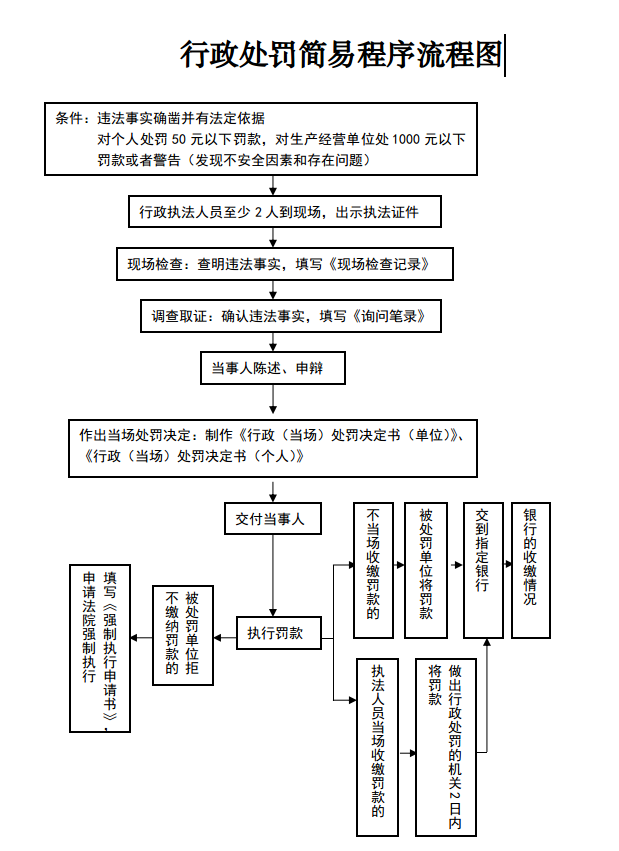 行政处罚简易程序流程图
条件：违法事实确凿并有法定依据
对个人处罚50元以下罚款，对生产经营单位处1000元以下
罚款或者警告（发现不安全因素和存在问题）
行政执法人员至少2人到现场，出示执法证件
现场检查：查明违法事实，填写《现场检查记录》
调查取证：确认违法事实，填写《询问笔录》
当事人陈述、申辩
作出当场处罚决定：制作《行政（当场）处罚决定书（单位）》、
《行政（当场）处罚决定书（个人）》
交付当事人
执行罚款
不当场收缴罚款的
被处罚单位将罚款
交到指定银行
银行的收缴情况
被处罚单位拒
不缴纳罚款的
填写《强制执行申请书》，
申请法院强制执行
执法人员当场收缴罚款的
做出行政处罚的机关2日内
将罚款